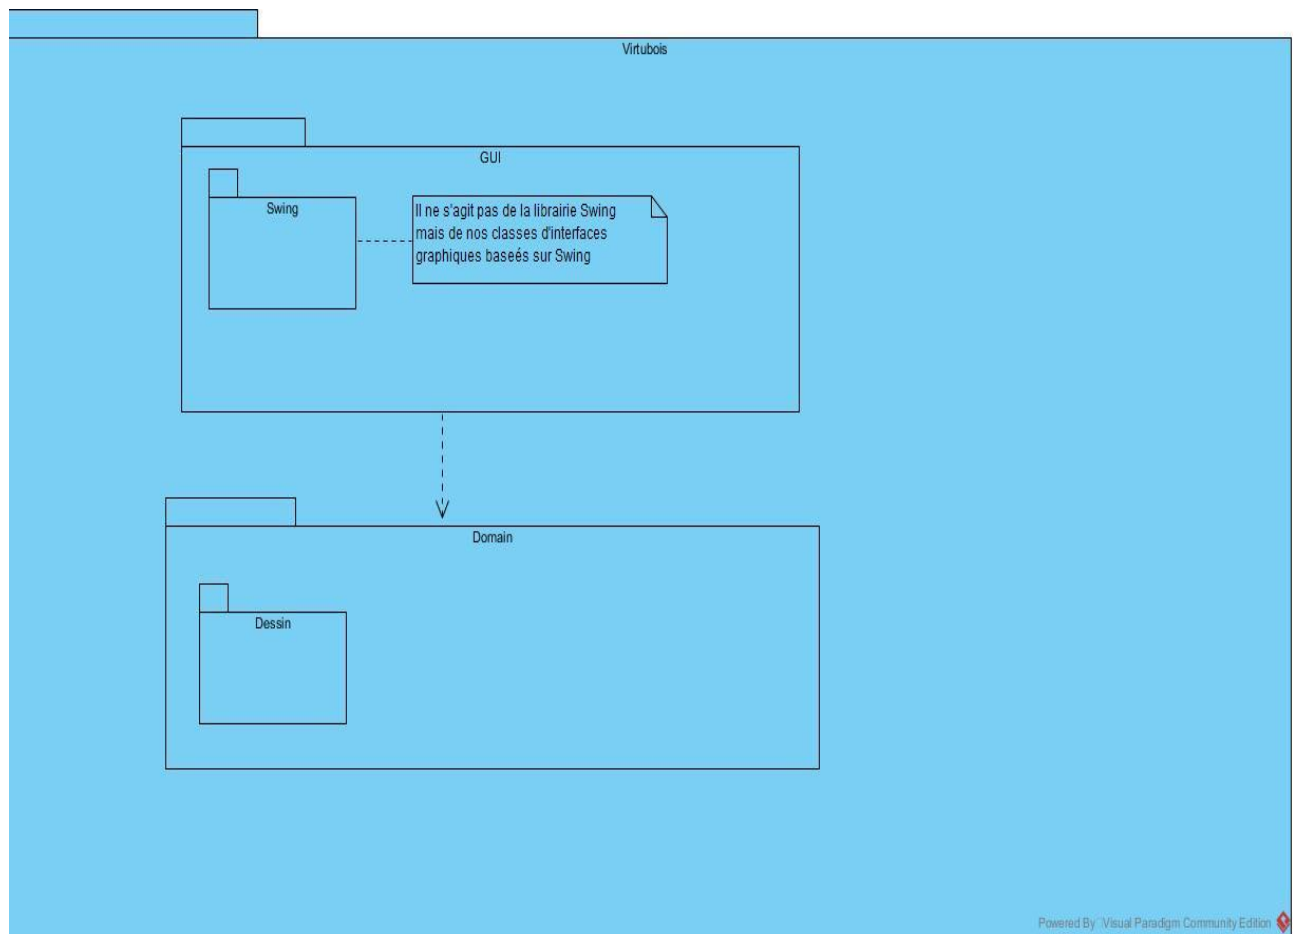 Virtubois
GUI
Swing
Il ne s'agit pas de la librairie Swing
mais de nos classes d'interfaces
graphiques baseés sur Swing
Domain
Dessin
Powered By Visual Paradigm Community Edition